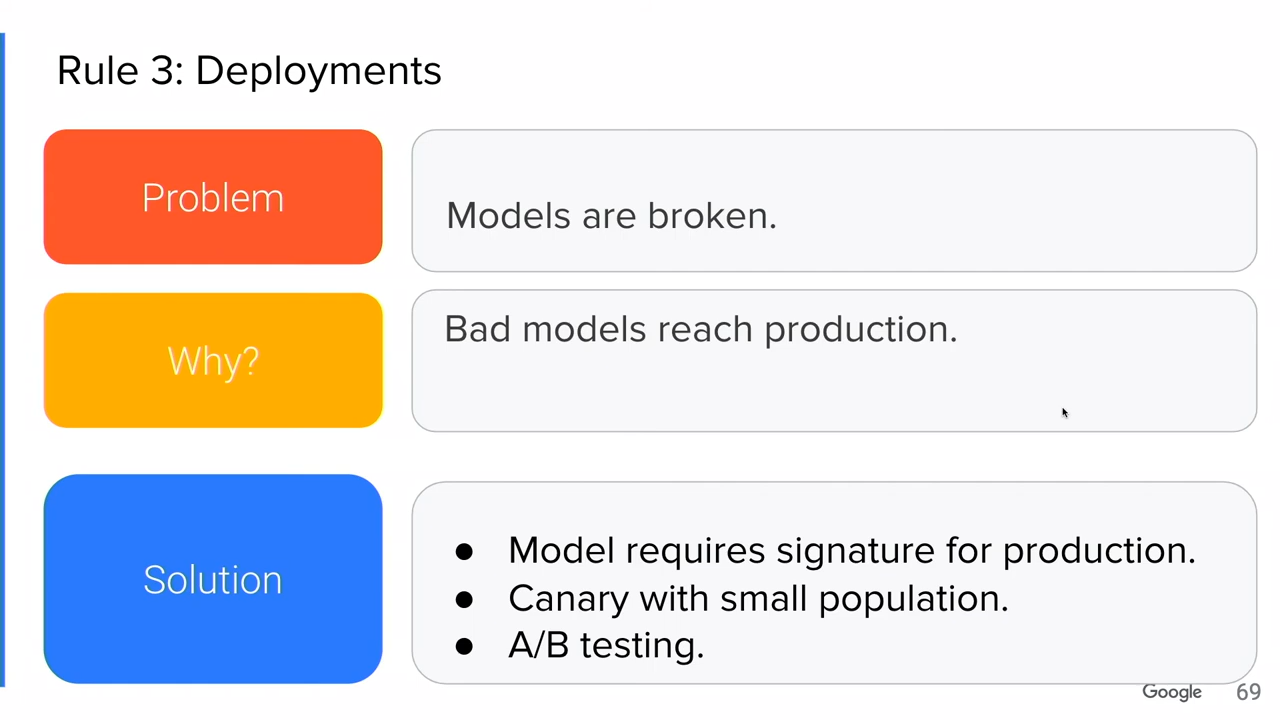 Rule 3: Deployments
Problem
Models are broken.
Why?
Bad models reach production.
Solution
● Model requires signature for production.
● Canary with small population.
● A/B testing.
Google 69